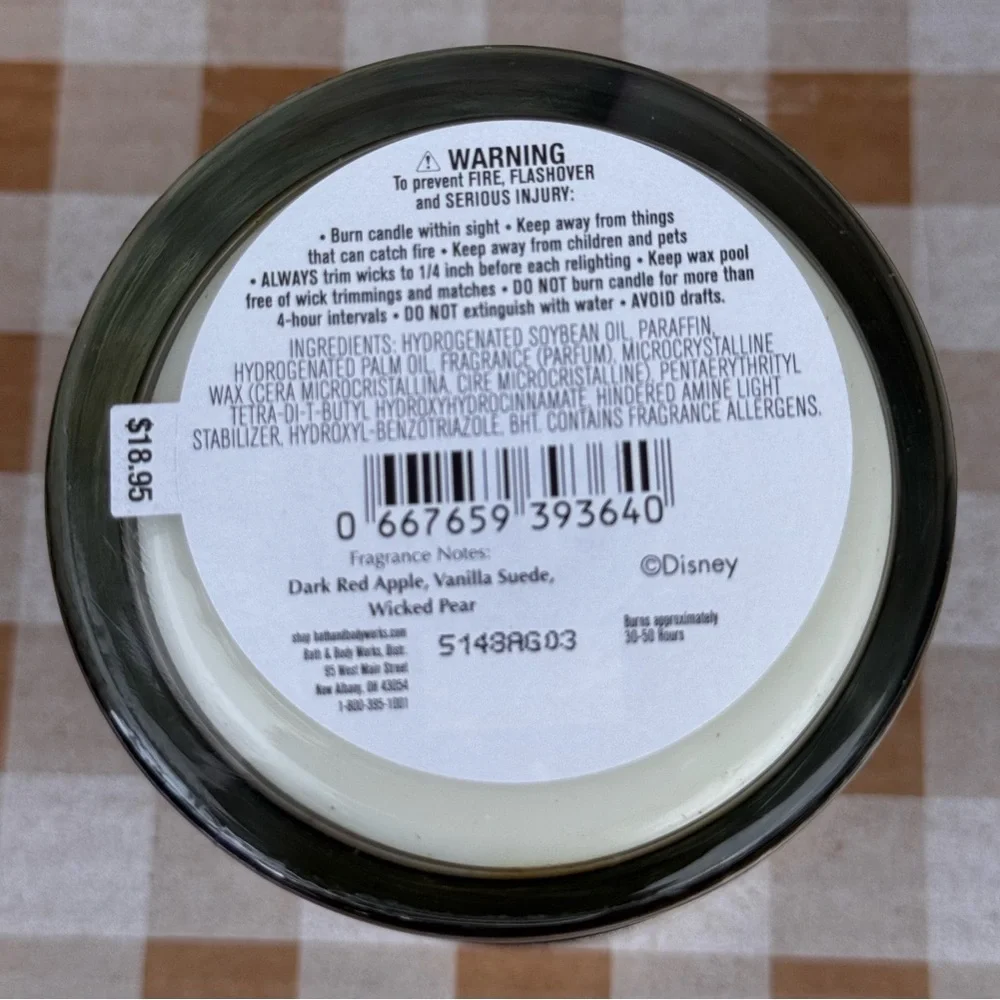 ⚠ WARNING
To prevent FIRE, FLASHOVER
and SERIOUS INJURY:
• Burn candle within sight • Keep away from things
that can catch fire • Keep away from children and pets
• ALWAYS trim wicks to 1/4 inch before each relighting • Keep wax pool
free of wick trimmings and matches • DO NOT burn candle for more than
4-hour intervals • DO NOT extinguish with water • AVOID drafts.
INGREDIENTS: HYDROGENATED SOYBEAN OIL, PARAFFIN,
HYDROGENATED PALM OIL, FRAGRANCE (PARFUM), MICROCRYSTALLINE
WAX (CERA MICROCRISTALLINA, CIRE MICROCRISTALLINE), PENTAERYTHRITYL
TETRA-DI-T-BUTYL HYDROXYHYDROCINNAMATE, HINDERED AMINE LIGHT
STABILIZER, HYDROXYL-BENZOTRIAZOLE, BHT. CONTAINS FRAGRANCE ALLERGENS.
$18.95
0 667659 393640
Fragrance Notes:
Dark Red Apple, Vanilla Suede,
Wicked Pear
©Disney
shop bathandbodyworks.com
Bath & Body Works, Distr.
95 West Main Street
New Albany, OH 43054
1-800-395-1001
5143AG03
Burns approximately
30-50 Hours